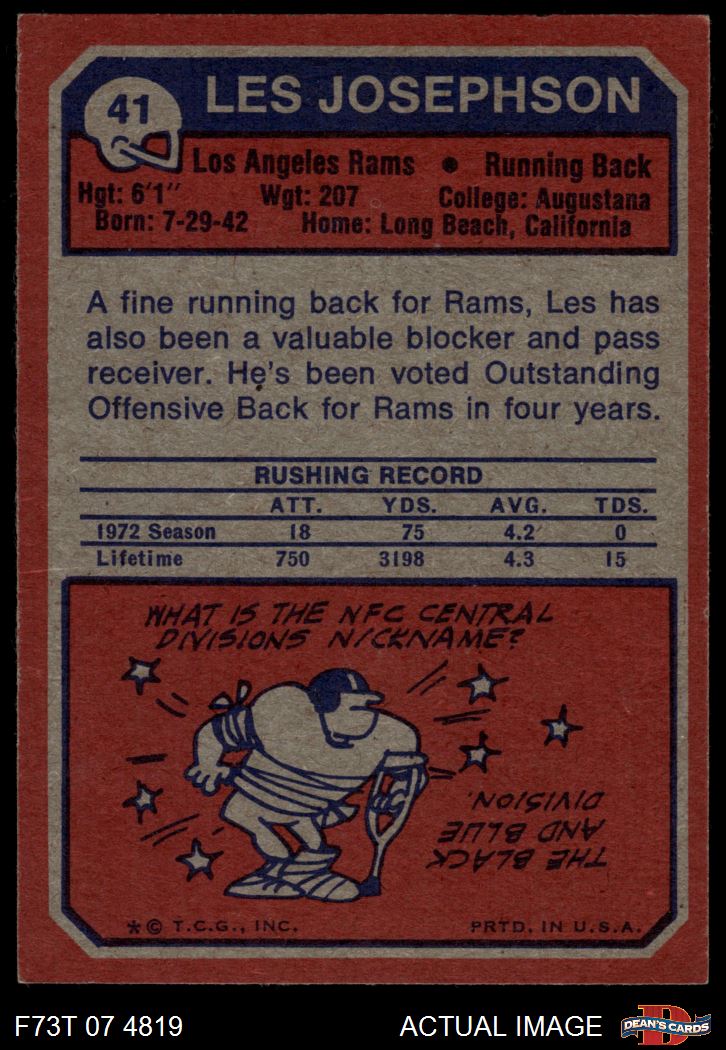 41
LES JOSEPHSON
Los Angeles Rams • Running Back
Hgt: 6'1" Wgt: 207 College: Augustana
Born: 7-29-42 Home: Long Beach, California
A fine running back for Rams, Les has
also been a valuable blocker and pass
receiver. He's been voted Outstanding
Offensive Back for Rams in four years.
RUSHING RECORD
ATT. YDS. AVG. TDS.
1972 Season 18 75 4.2 0
Lifetime 750 3198 4.3 15
WHAT IS THE NFC CENTRAL
DIVISIONS NICKNAME?
THE BLACK
AND BLUE
DIVISION.
*© T.C.G., INC. PRTD. IN U.S.A.
F73T 07 4819 ACTUAL IMAGE
D
DEAN'S CARDS